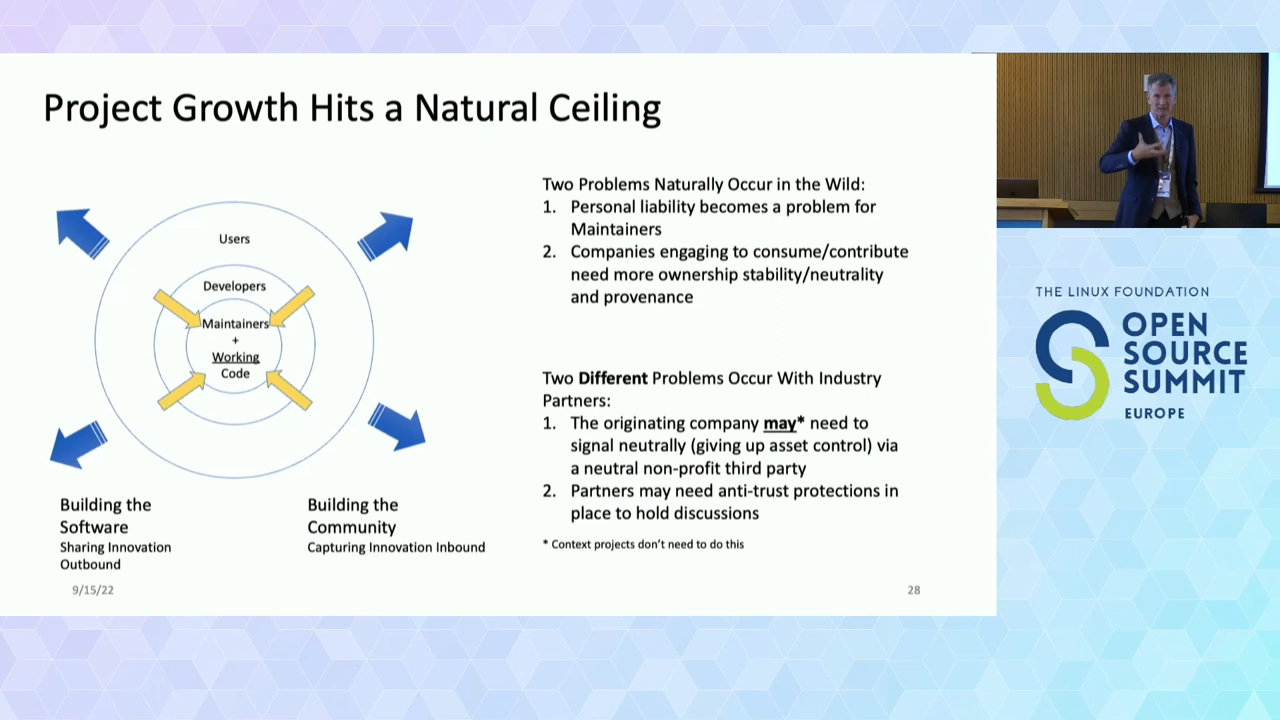 Project Growth Hits a Natural Ceiling
Users
Developers
Maintainers
+
Working
Code
Building the
Software
Sharing Innovation
Outbound
Building the
Community
Capturing Innovation Inbound
Two Problems Naturally Occur in the Wild:
1. Personal liability becomes a problem for
Maintainers
2. Companies engaging to consume/contribute
need more ownership stability/neutrality
and provenance
Two Different Problems Occur With Industry
Partners:
1. The originating company may* need to
signal neutrally (giving up asset control) via
a neutral non-profit third party
2. Partners may need anti-trust protections in
place to hold discussions
* Context projects don't need to do this
9/15/22
28
THE LINUX FOUNDATION
OPEN
SOURCE
SUMMIT
EUROPE